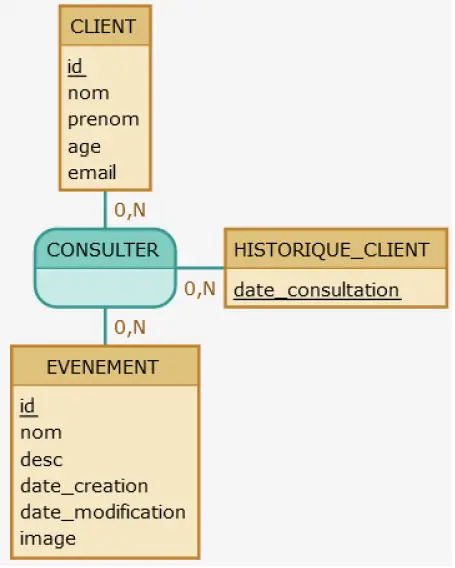 CLIENT
id
nom
prenom
age
email
0,N
CONSULTER
0,N
HISTORIQUE_CLIENT
date_consultation
0,N
EVENEMENT
id
nom
desc
date_creation
date_modification
image